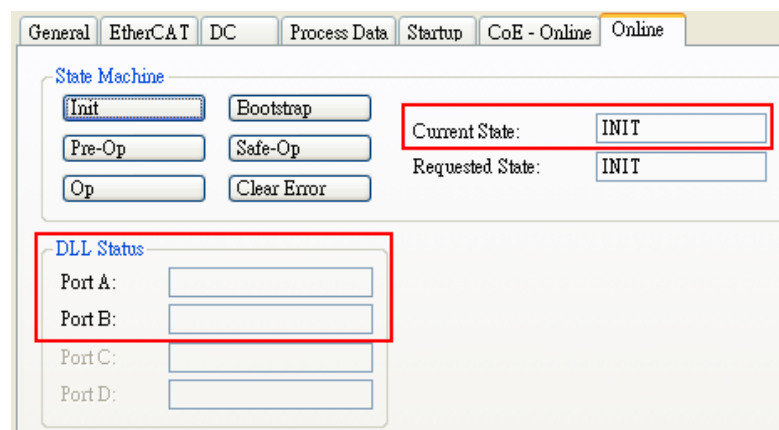 General EtherCAT DC Process Data Startup CoE - Online Online
State Machine
Init Bootstrap
Pre-Op Safe-Op
Op Clear Error
Current State: INIT
Requested State: INIT
DLL Status
Port A:
Port B:
Port C:
Port D: